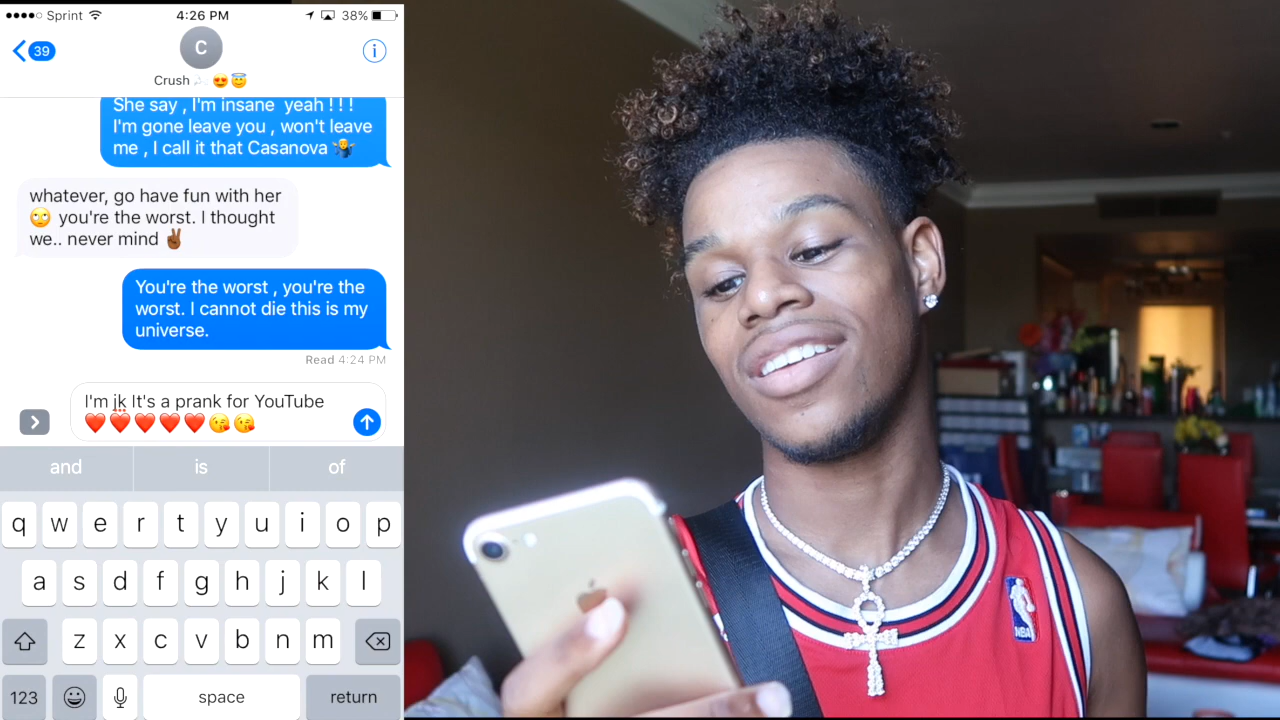 Sprint 4:26 PM 38%
39
C
Crush 😍😇
She say , I'm insane yeah ! ! !
I'm gone leave you , won't leave
me , I call it that Casanova 🤷‍♂️
whatever, go have fun with her
🙄 you're the worst. I thought
we.. never mind ✌🏾
You're the worst , you're the
worst. I cannot die this is my
universe.
Read 4:24 PM
I'm jk It's a prank for YouTube
❤️❤️❤️❤️❤️😘😘
and is of
q w e r t y u i o p
a s d f g h j k l
z x c v b n m
123 space return
NBA